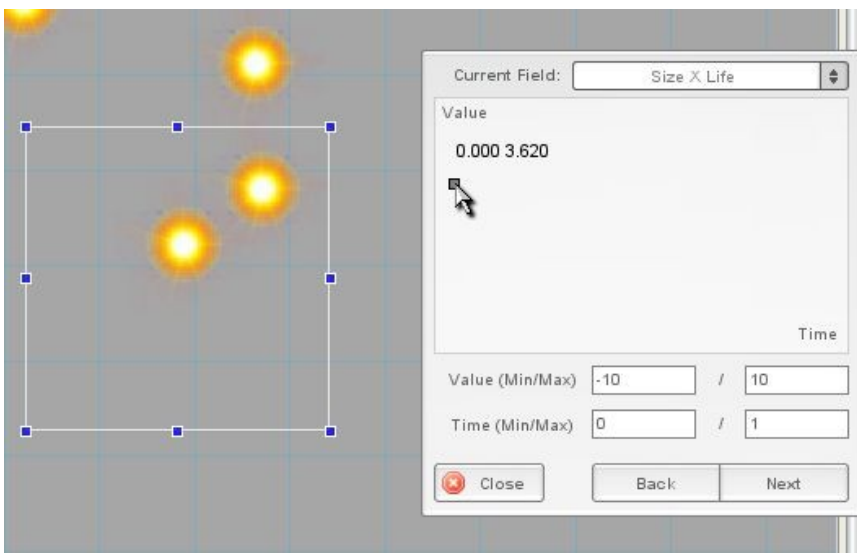 Current Field: Size X Life
Value
0.000 3.620
Time
Value (Min/Max) -10 / 10
Time (Min/Max) 0 / 1
Close Back Next